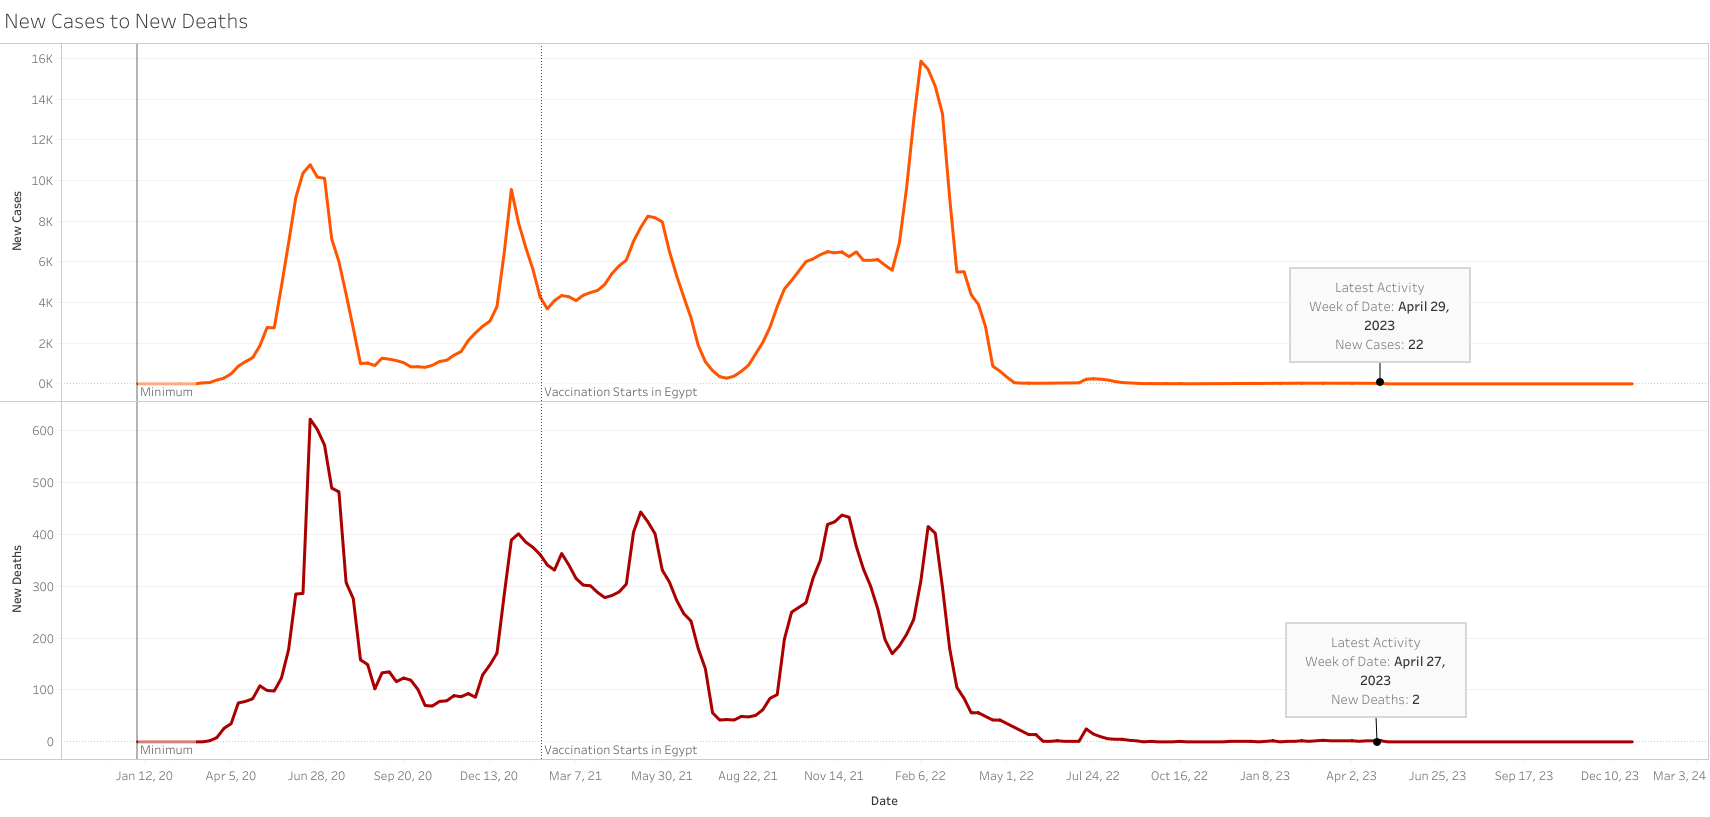 New Cases to New Deaths
16K
14K
12K
10K
8K
6K
4K
2K
0K
New Cases
Minimum
Vaccination Starts in Egypt
Latest Activity
Week of Date: April 29,
2023
New Cases: 22
600
500
400
300
200
100
0
New Deaths
Minimum
Vaccination Starts in Egypt
Latest Activity
Week of Date: April 27,
2023
New Deaths: 2
Jan 12, 20 Apr 5, 20 Jun 28, 20 Sep 20, 20 Dec 13, 20 Mar 7, 21 May 30, 21 Aug 22, 21 Nov 14, 21 Feb 6, 22 May 1, 22 Jul 24, 22 Oct 16, 22 Jan 8, 23 Apr 2, 23 Jun 25, 23 Sep 17, 23 Dec 10, 23 Mar 3, 24
Date